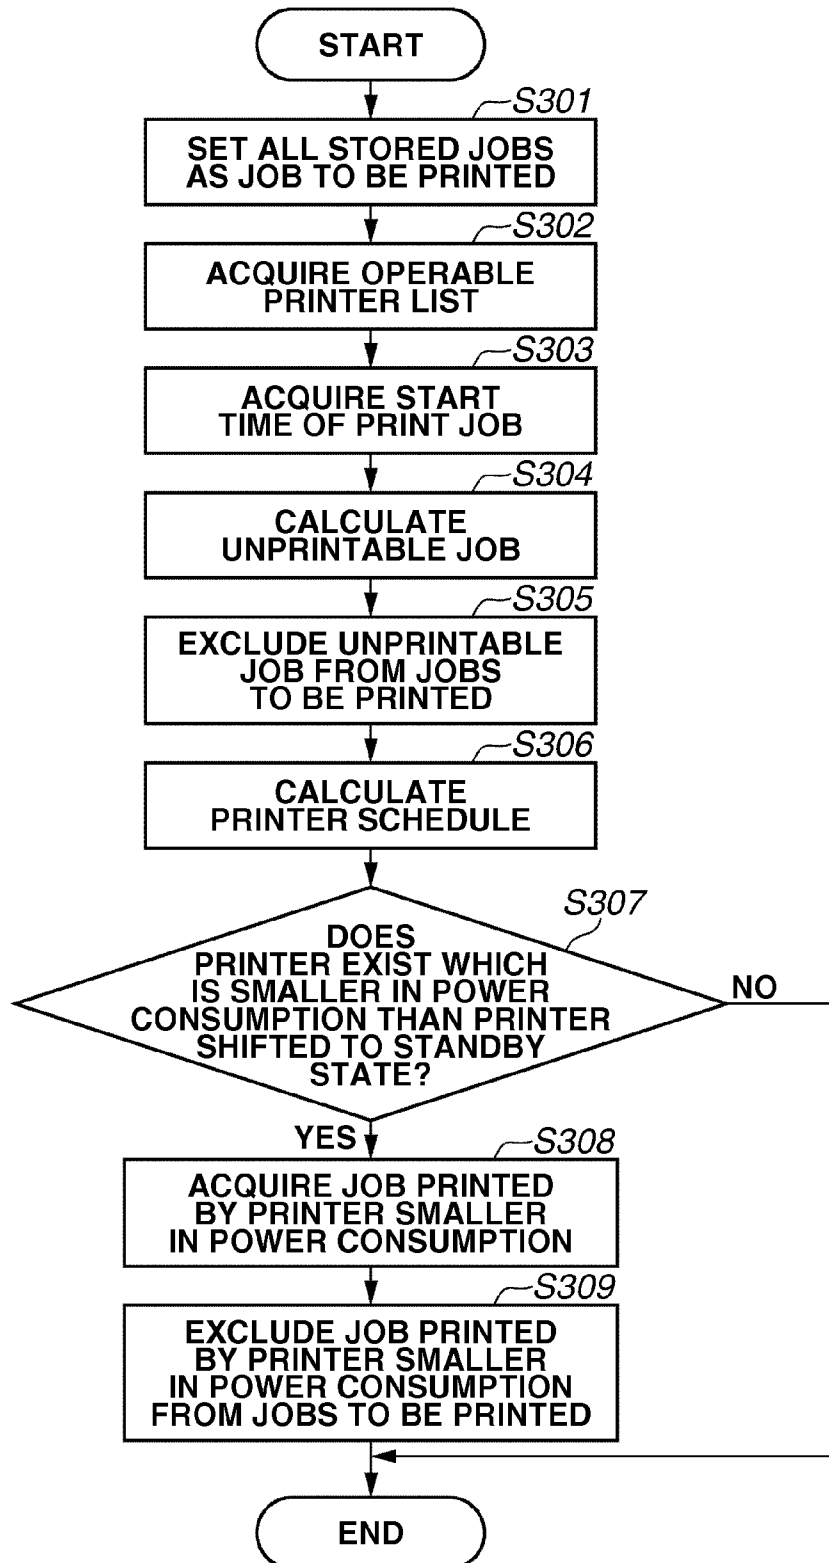 START
S301
SET ALL STORED JOBS
AS JOB TO BE PRINTED
S302
ACQUIRE OPERABLE
PRINTER LIST
S303
ACQUIRE START
TIME OF PRINT JOB
S304
CALCULATE
UNPRINTABLE JOB
S305
EXCLUDE UNPRINTABLE
JOB FROM JOBS
TO BE PRINTED
S306
CALCULATE
PRINTER SCHEDULE
S307
DOES
PRINTER EXIST WHICH
IS SMALLER IN POWER
CONSUMPTION THAN PRINTER
SHIFTED TO STANDBY
STATE?
NO
YES
S308
ACQUIRE JOB PRINTED
BY PRINTER SMALLER
IN POWER CONSUMPTION
S309
EXCLUDE JOB PRINTED
BY PRINTER SMALLER
IN POWER CONSUMPTION
FROM JOBS TO BE PRINTED
END